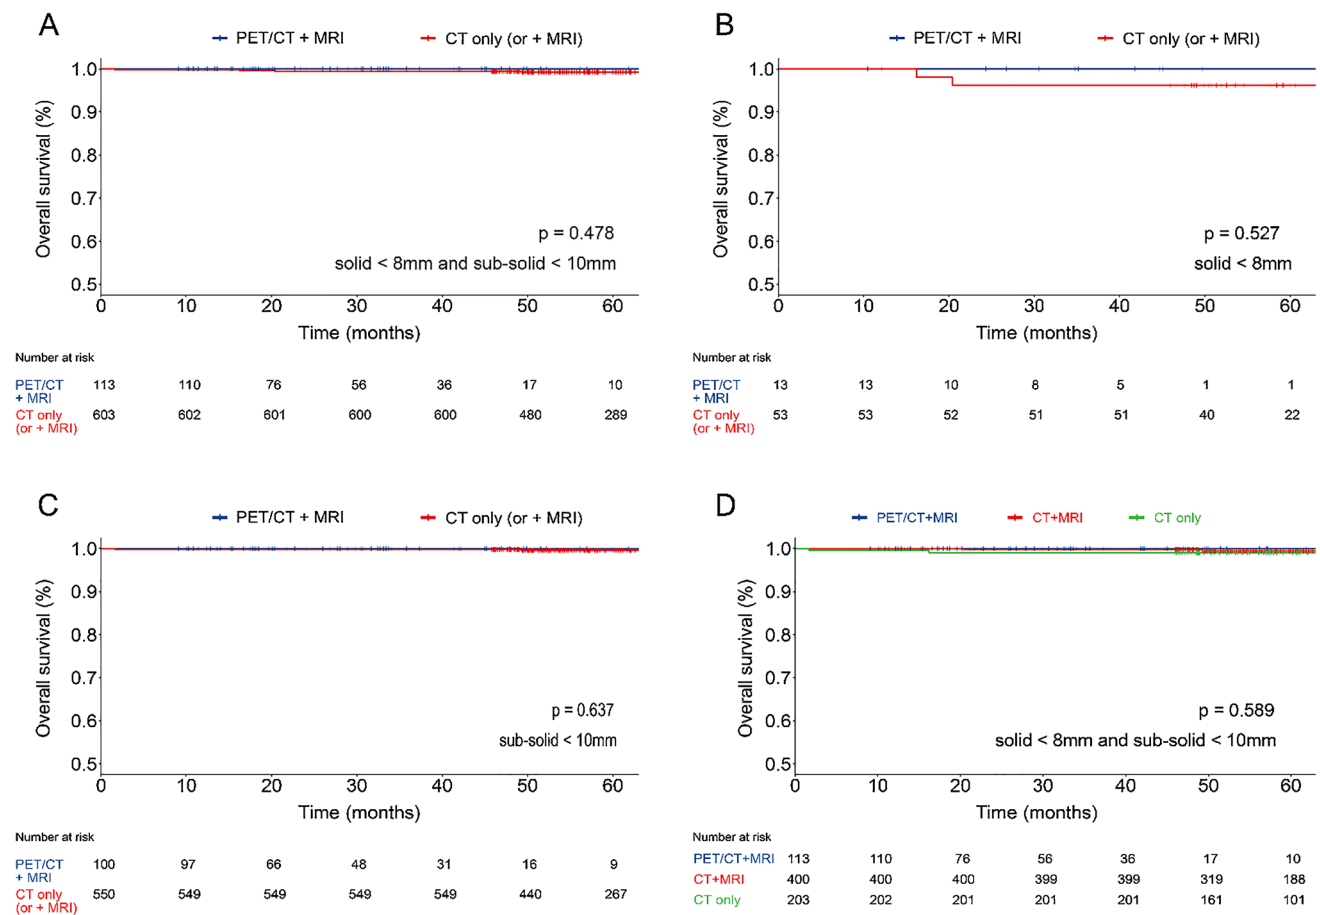 A
PET/CT + MRI CT only (or + MRI)
Overall survival (%)
1.0
0.9
0.8
0.7
0.6
0.5
p = 0.478
solid < 8mm and sub-solid < 10mm
0 10 20 30 40 50 60
Time (months)
Number at risk
PET/CT
+ MRI
113 110 76 56 36 17 10
CT only
(or + MRI)
603 602 601 600 600 480 289
B
PET/CT + MRI CT only (or + MRI)
Overall survival (%)
1.0
0.9
0.8
0.7
0.6
0.5
p = 0.527
solid < 8mm
0 10 20 30 40 50 60
Time (months)
Number at risk
PET/CT
+ MRI
13 13 10 8 5 1 1
CT only
(or + MRI)
53 53 52 51 51 40 22
C
PET/CT + MRI CT only (or + MRI)
Overall survival (%)
1.0
0.9
0.8
0.7
0.6
0.5
p = 0.637
sub-solid < 10mm
0 10 20 30 40 50 60
Time (months)
Number at risk
PET/CT
+ MRI
100 97 66 48 31 16 9
CT only
(or + MRI)
550 549 549 549 549 440 267
D
PET/CT+MRI CT+MRI CT only
Overall survival (%)
1.0
0.9
0.8
0.7
0.6
0.5
p = 0.589
solid < 8mm and sub-solid < 10mm
0 10 20 30 40 50 60
Time (months)
Number at risk
PET/CT+MRI 113 110 76 56 36 17 10
CT+MRI 400 400 400 399 399 319 188
CT only 203 202 201 201 201 161 101